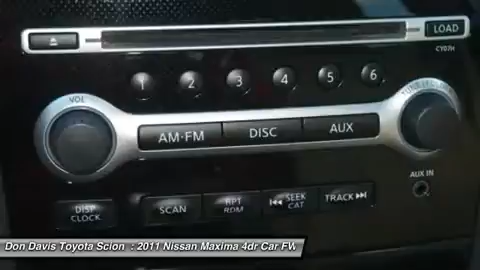 LOAD
CY07H
1 2 3 4 5 6
VOL
AM·FM DISC AUX
AUX IN
DISP CLOCK
SCAN
RPT RDM
SEEK CAT
TRACK
Don Davis Toyota Scion : 2011 Nissan Maxima 4dr Car FW